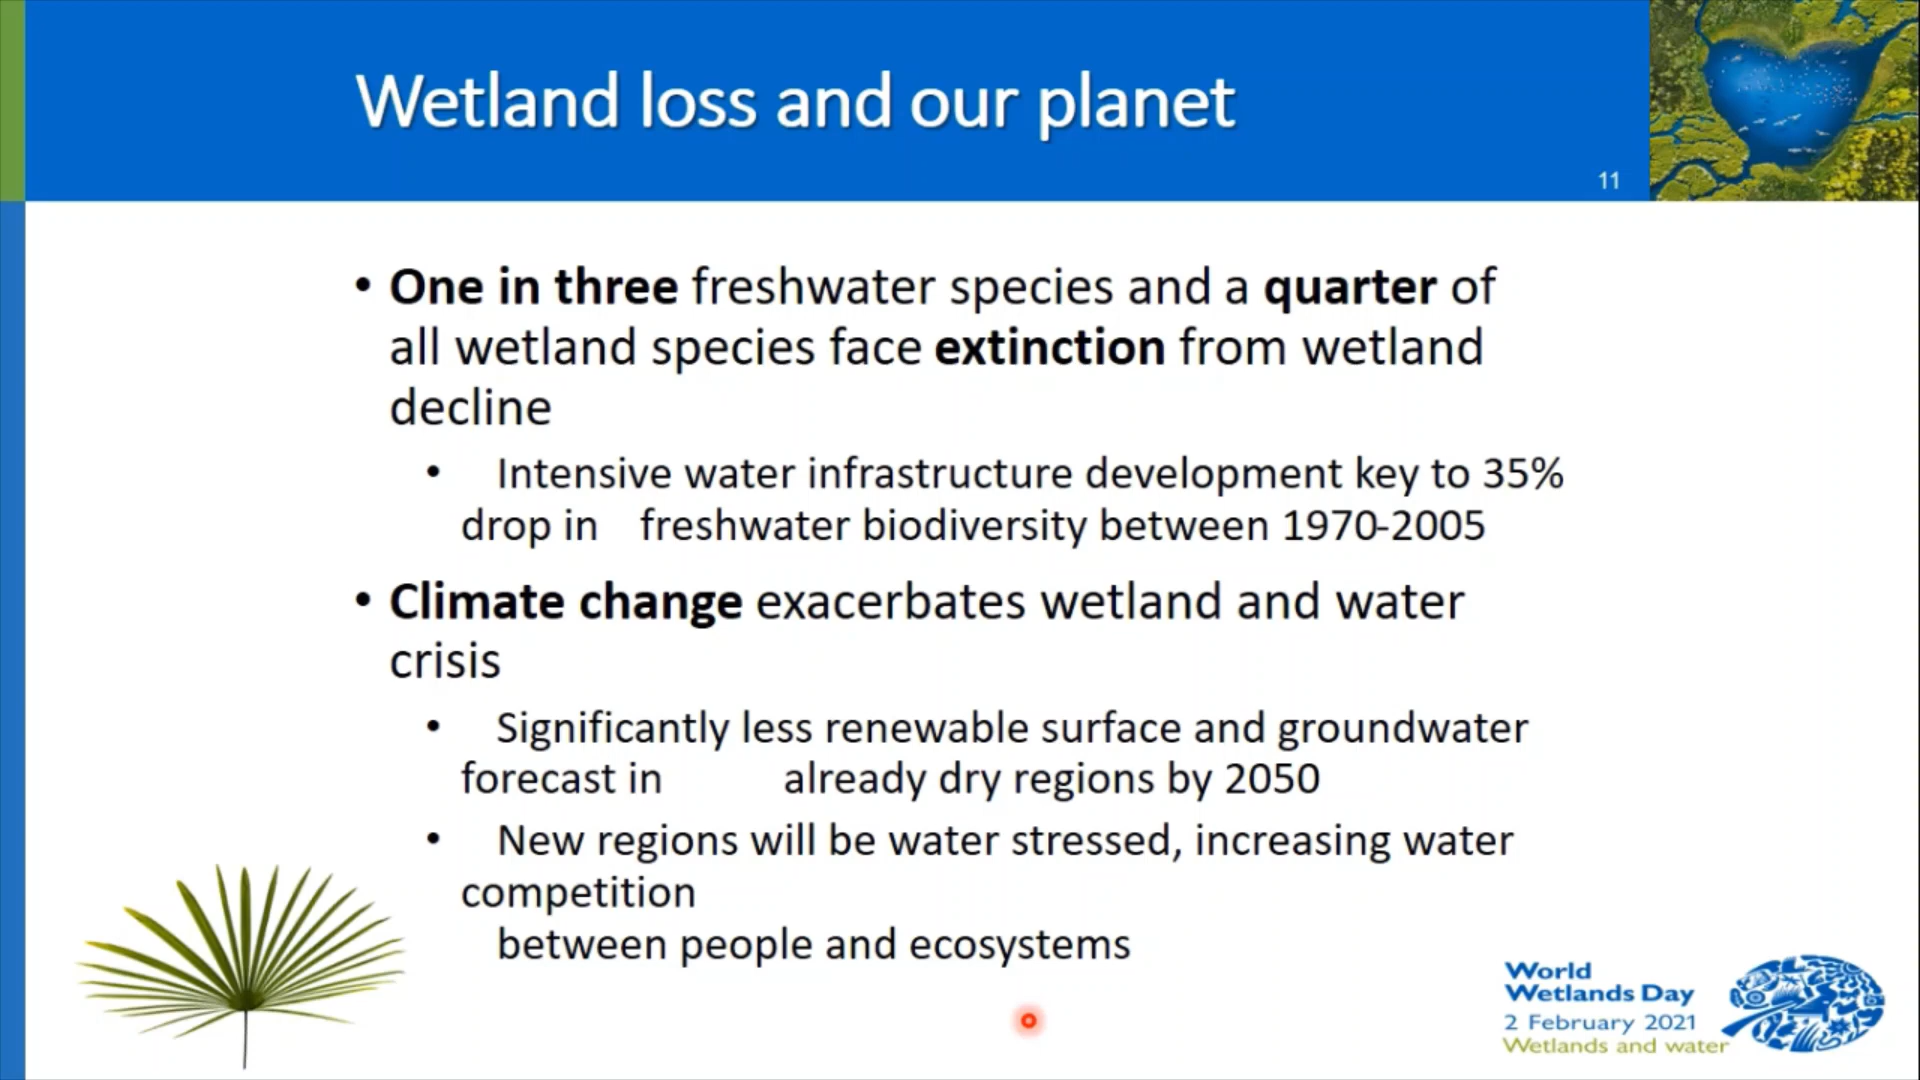 Wetland loss and our planet
11
• One in three freshwater species and a quarter of
all wetland species face extinction from wetland
decline
• Intensive water infrastructure development key to 35%
drop in freshwater biodiversity between 1970-2005
• Climate change exacerbates wetland and water
crisis
• Significantly less renewable surface and groundwater
forecast in already dry regions by 2050
• New regions will be water stressed, increasing water
competition
between people and ecosystems
World
Wetlands Day
2 February 2021
Wetlands and water